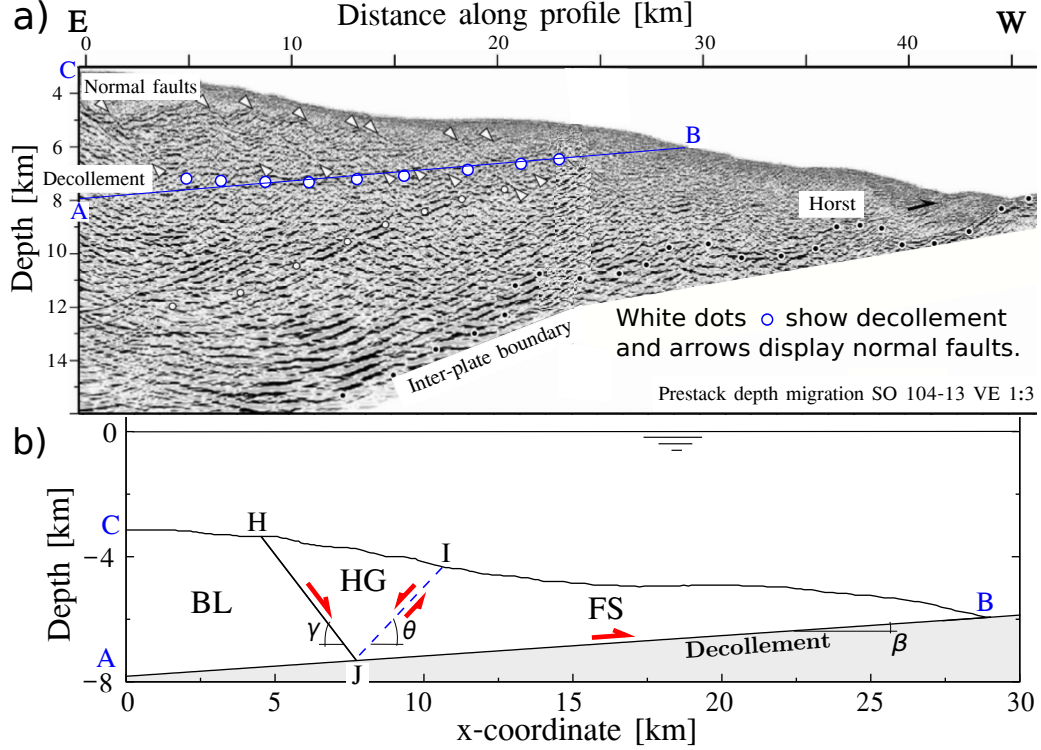 a)
E
Distance along profile [km]
W
0
10
20
30
40
C
Normal faults
4
6
B
Decollement
8
A
Horst
10
12
14
Depth [km]
Inter-plate boundary
White dots o show decollement
and arrows display normal faults.
Prestack depth migration SO 104-13 VE 1:3
b)
0
C
H
−4
I
HG
BL
FS
B
γ
θ
A
J
Decollement
β
−8
Depth [km]
0
5
10
15
20
25
30
x-coordinate [km]